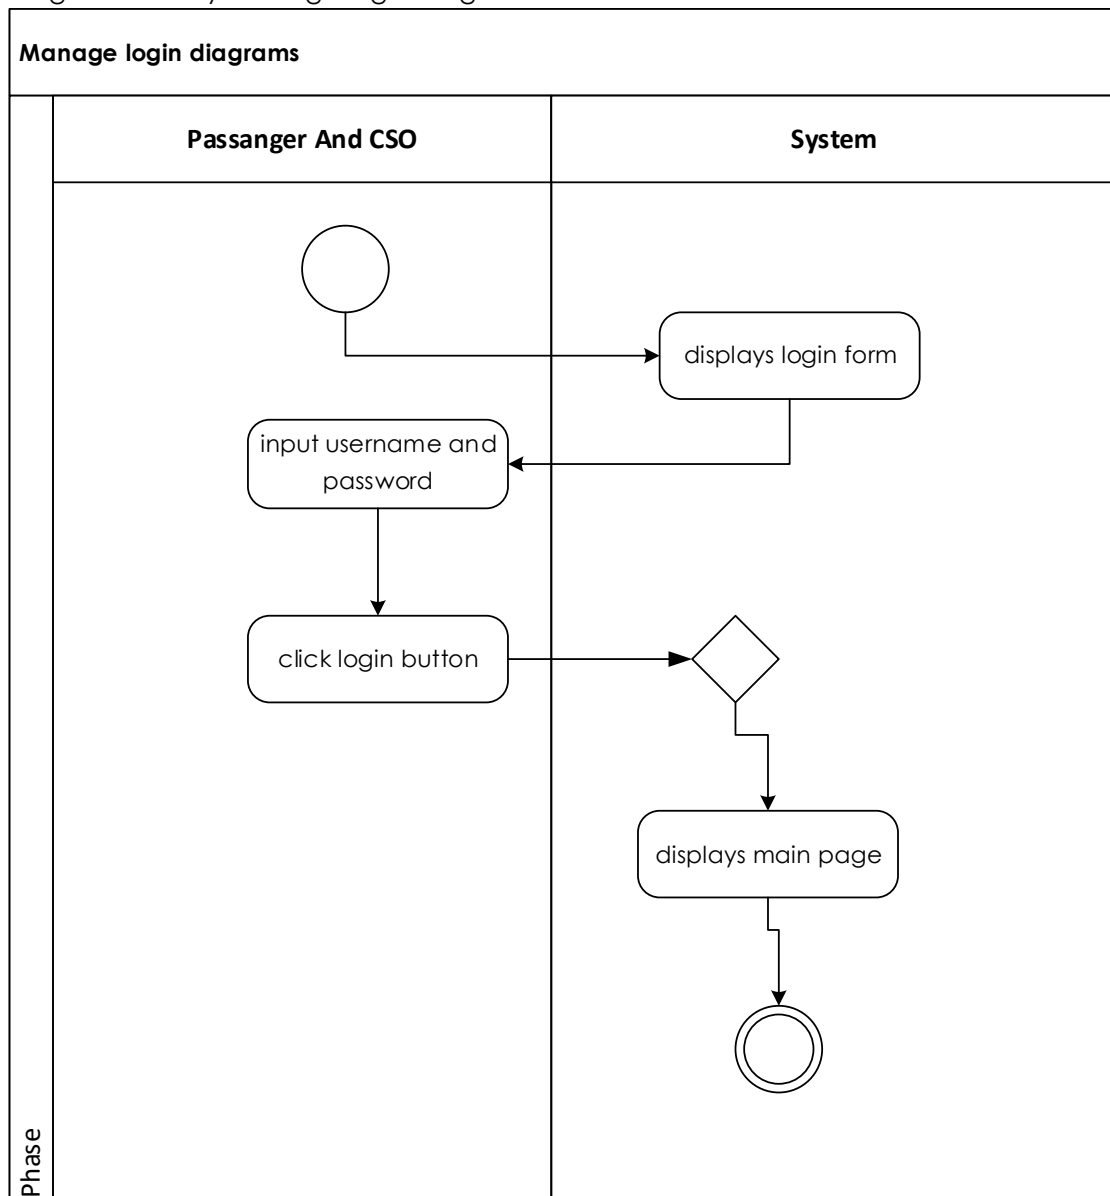 Manage login diagrams
Passanger And CSO
System
displays login form
input username and
password
click login button
displays main page
Phase